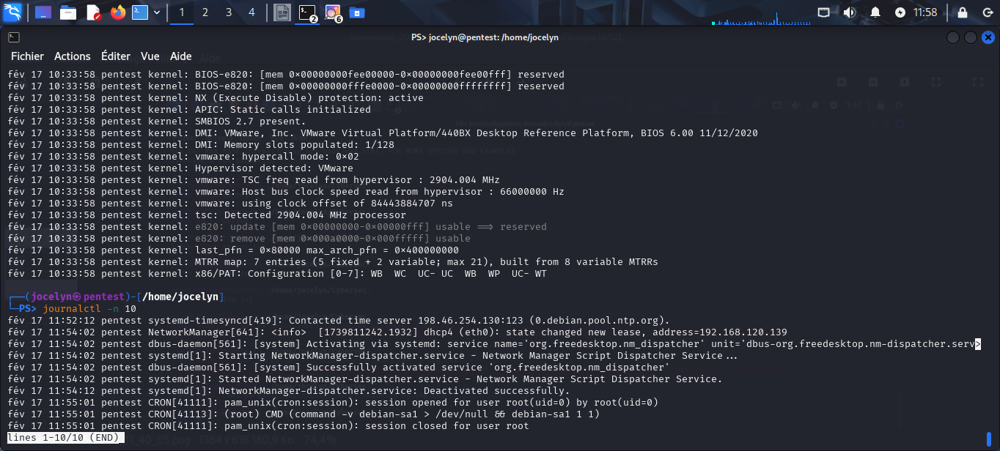 1 2 3 4 2 6 11:58
PS> jocelyn@pentest: /home/jocelyn
Fichier Actions Éditer Vue Aide
fév 17 10:33:58 pentest kernel: BIOS-e820: [mem 0×00000000fee00000-0×00000000fee00fff] reserved
fév 17 10:33:58 pentest kernel: BIOS-e820: [mem 0×00000000fffe0000-0×00000000ffffffff] reserved
fév 17 10:33:58 pentest kernel: NX (Execute Disable) protection: active
fév 17 10:33:58 pentest kernel: APIC: Static calls initialized
fév 17 10:33:58 pentest kernel: SMBIOS 2.7 present.
fév 17 10:33:58 pentest kernel: DMI: VMware, Inc. VMware Virtual Platform/440BX Desktop Reference Platform, BIOS 6.00 11/12/2020
fév 17 10:33:58 pentest kernel: DMI: Memory slots populated: 1/128
fév 17 10:33:58 pentest kernel: vmware: hypercall mode: 0×02
fév 17 10:33:58 pentest kernel: Hypervisor detected: VMware
fév 17 10:33:58 pentest kernel: vmware: TSC freq read from hypervisor : 2904.004 MHz
fév 17 10:33:58 pentest kernel: vmware: Host bus clock speed read from hypervisor : 66000000 Hz
fév 17 10:33:58 pentest kernel: vmware: using clock offset of 84443884707 ns
fév 17 10:33:58 pentest kernel: tsc: Detected 2904.004 MHz processor
fév 17 10:33:58 pentest kernel: e820: update [mem 0×00000000-0×00000fff] usable ⟹ reserved
fév 17 10:33:58 pentest kernel: e820: remove [mem 0×000a0000-0×000fffff] usable
fév 17 10:33:58 pentest kernel: last_pfn = 0×80000 max_arch_pfn = 0×400000000
fév 17 10:33:58 pentest kernel: MTRR map: 7 entries (5 fixed + 2 variable; max 21), built from 8 variable MTRRs
fév 17 10:33:58 pentest kernel: x86/PAT: Configuration [0-7]: WB  WC  UC- UC  WB  WP  UC- WT
┌──(jocelyn㉿pentest)-[/home/jocelyn]
└─PS> journalctl -n 10
fév 17 11:52:12 pentest systemd-timesyncd[419]: Contacted time server 198.46.254.130:123 (0.debian.pool.ntp.org).
fév 17 11:54:02 pentest NetworkManager[641]: <info>  [1739811242.1932] dhcp4 (eth0): state changed new lease, address=192.168.120.139
fév 17 11:54:02 pentest dbus-daemon[561]: [system] Activating via systemd: service name='org.freedesktop.nm_dispatcher' unit='dbus-org.freedesktop.nm-dispatcher.serv>
fév 17 11:54:02 pentest systemd[1]: Starting NetworkManager-dispatcher.service - Network Manager Script Dispatcher Service...
fév 17 11:54:02 pentest dbus-daemon[561]: [system] Successfully activated service 'org.freedesktop.nm_dispatcher'
fév 17 11:54:02 pentest systemd[1]: Started NetworkManager-dispatcher.service - Network Manager Script Dispatcher Service.
fév 17 11:54:12 pentest systemd[1]: NetworkManager-dispatcher.service: Deactivated successfully.
fév 17 11:55:01 pentest CRON[41111]: pam_unix(cron:session): session opened for user root(uid=0) by root(uid=0)
fév 17 11:55:01 pentest CRON[41113]: (root) CMD (command -v debian-sa1 > /dev/null && debian-sa1 1 1)
fév 17 11:55:01 pentest CRON[41111]: pam_unix(cron:session): session closed for user root
lines 1-10/10 (END)